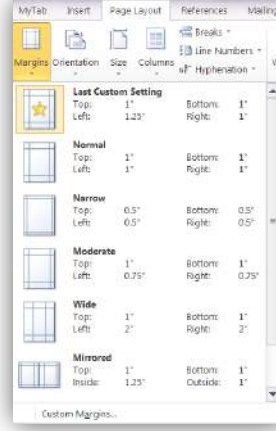 MyTab Insert Page Layout References Mailing
Breaks
Line Numbers
Margins Orientation Size Columns Hyphenation
Last Custom Setting
Top: 1" Bottom: 1"
Left: 1.25" Right: 1"
Normal
Top: 1" Bottom: 1"
Left: 1" Right: 1"
Narrow
Top: 0.5" Bottom: 0.5"
Left: 0.5" Right: 0.5"
Moderate
Top: 1" Bottom: 1"
Left: 0.75" Right: 0.75"
Wide
Top: 1" Bottom: 1"
Left: 2" Right: 2"
Mirrored
Top: 1" Bottom: 1"
Inside: 1.25" Outside: 1"
Custom Margins...